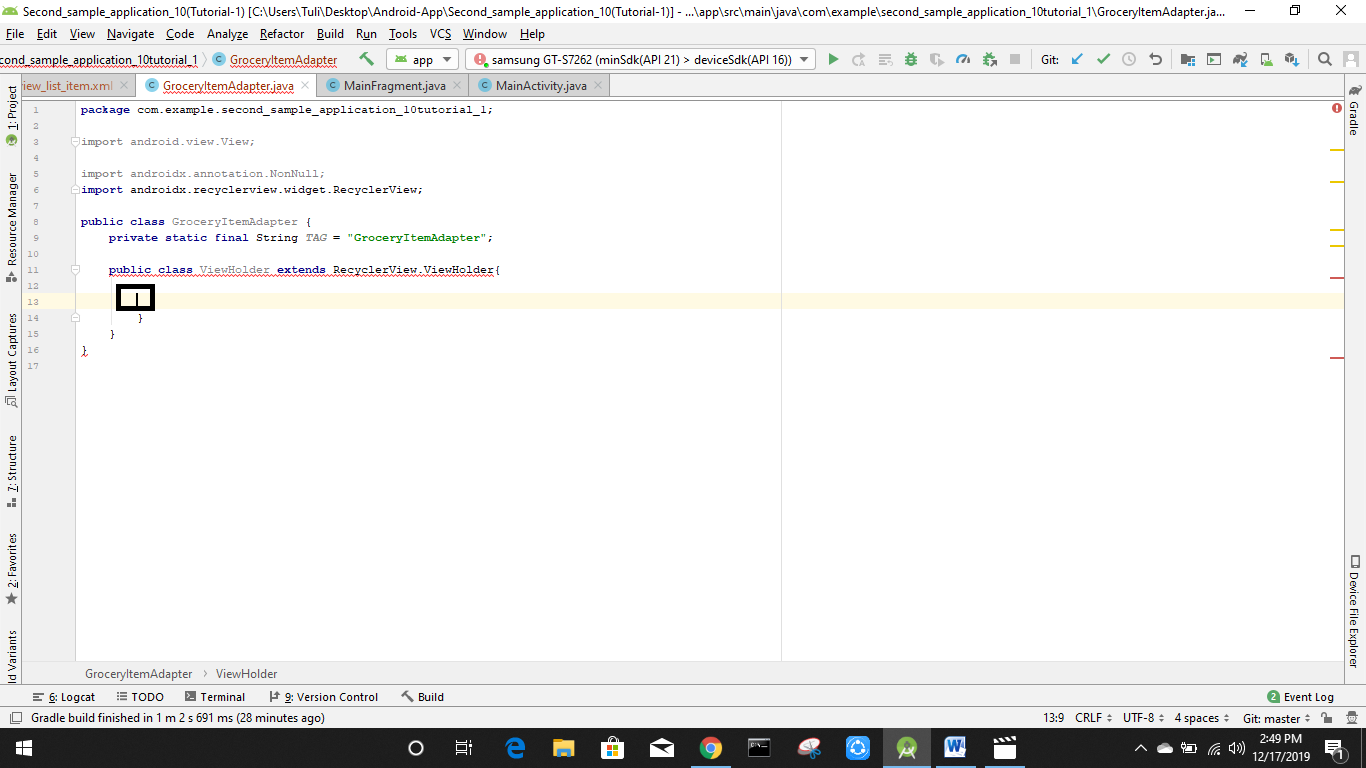 Second_sample_application_10(Tutorial-1) [C:\Users\Tuli\Desktop\Android-App\Second_sample_application_10(Tutorial-1)] - ...\app\src\main\java\com\example\second_sample_application_10tutorial_1\GroceryItemAdapter.ja...
File Edit View Navigate Code Analyze Refactor Build Run Tools VCS Window Help
cond_sample_application_10tutorial_1 GroceryItemAdapter app samsung GT-S7262 (minSdk(API 21) > deviceSdk(API 16)) Git:
iew_list_item.xml GroceryItemAdapter.java MainFragment.java MainActivity.java
1: Project
Resource Manager
Layout Captures
7: Structure
2: Favorites
ld Variants
1 package com.example.second_sample_application_10tutorial_1;
2
3 import android.view.View;
4
5 import androidx.annotation.NonNull;
6 import androidx.recyclerview.widget.RecyclerView;
7
8 public class GroceryItemAdapter {
9 private static final String TAG = "GroceryItemAdapter";
10
11 public class ViewHolder extends RecyclerView.ViewHolder{
12
13
14 }
15 }
16 }
17
Gradle
Device File Explorer
GroceryItemAdapter > ViewHolder
6: Logcat TODO Terminal 9: Version Control Build 2 Event Log
Gradle build finished in 1 m 2 s 691 ms (28 minutes ago) 13:9 CRLF UTF-8 4 spaces Git: master
2:49 PM
12/17/2019
1